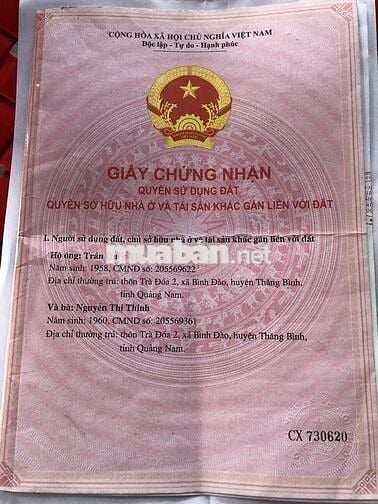 CỘNG HÒA XÃ HỘI CHỦ NGHĨA VIỆT NAM
Độc lập - Tự do - Hạnh phúc
GIẤY CHỨNG NHẬN
QUYỀN SỬ DỤNG ĐẤT
QUYỀN SỞ HỮU NHÀ Ở VÀ TÀI SẢN KHÁC GẮN LIỀN VỚI ĐẤT
I. Người sử dụng đất, chủ sở hữu nhà ở và tài sản khác gắn liền với đất
Hộ ông: Trần
muaban.net
Năm sinh: 1958, CMND số: 205569622
Địa chỉ thường trú: thôn Trà Đóa 2, xã Bình Đào, huyện Thăng Bình,
tỉnh Quảng Nam.
Và bà: Nguyễn Thị Thính
Năm sinh: 1960, CMND số: 205569361
Địa chỉ thường trú: thôn Trà Đóa 2, xã Bình Đào, huyện Thăng Bình,
tỉnh Quảng Nam.
CX 730620